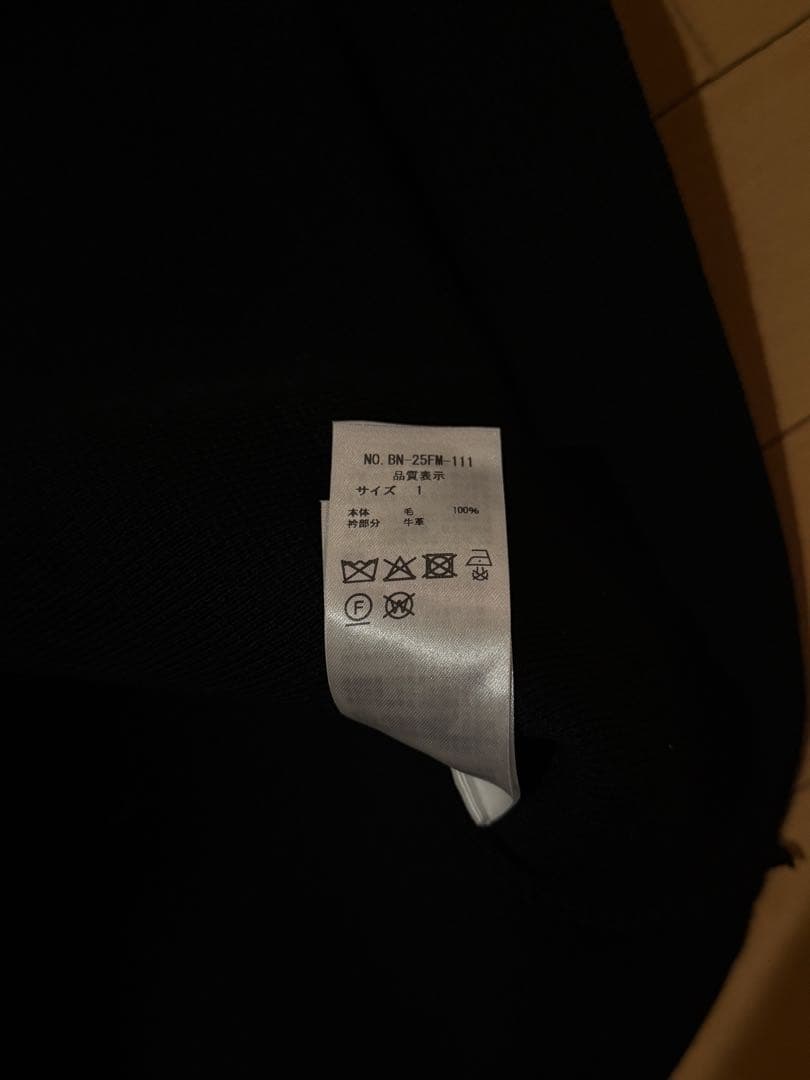 NO. BN-25FM-111
品質表示
サイズ 1
本体 毛 100%
衿部分 牛革
F
W